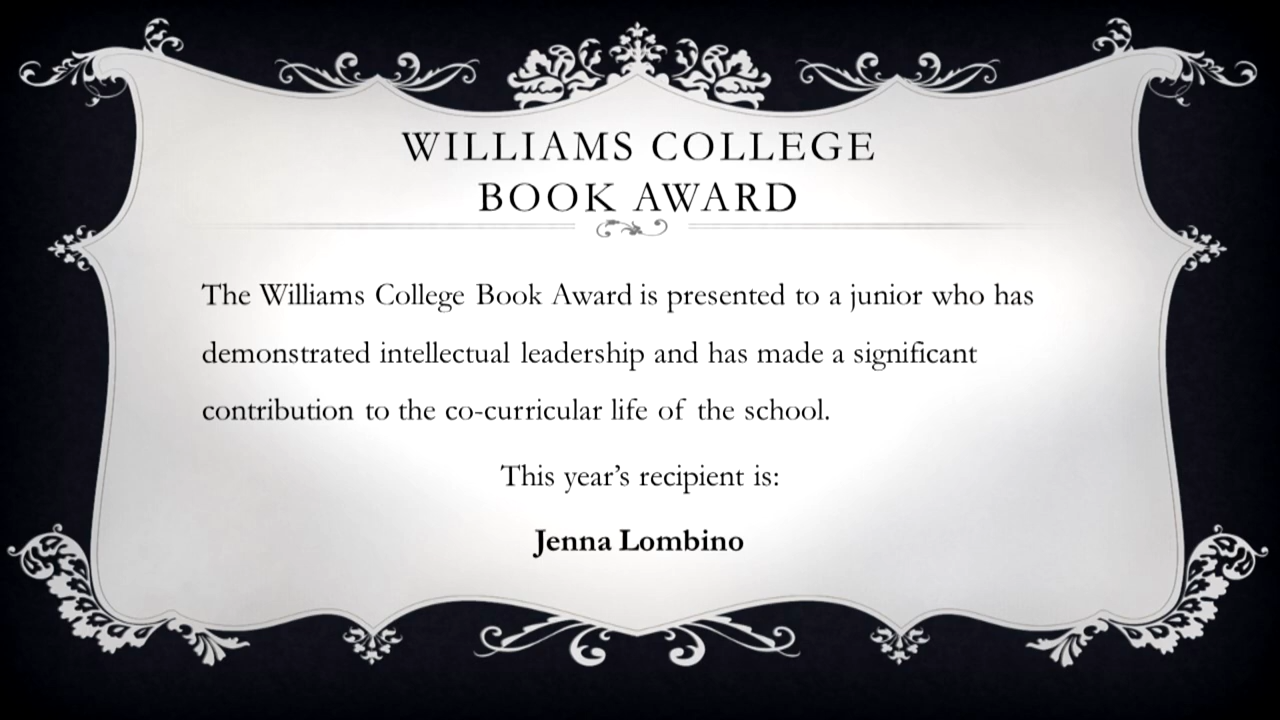 WILLIAMS COLLEGE
BOOK AWARD
The Williams College Book Award is presented to a junior who has
demonstrated intellectual leadership and has made a significant
contribution to the co-curricular life of the school.
This year’s recipient is:
Jenna Lombino